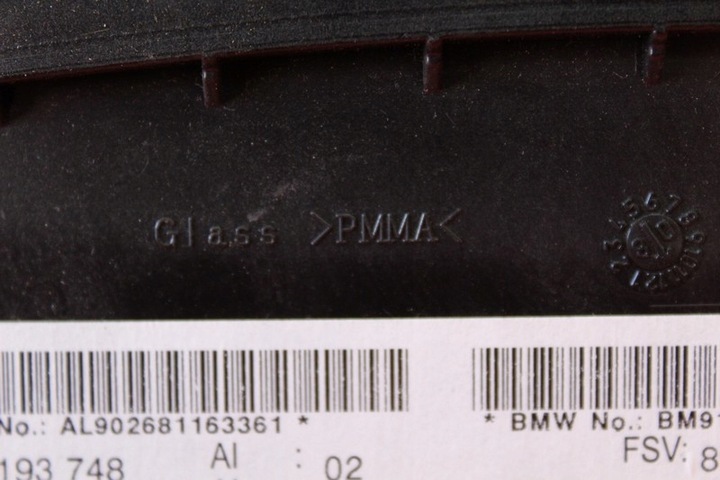 Glass >PMMA<
No.: AL902681163361 *
* BMW No.: BM91
193 748
AI : 02
FSV: 8